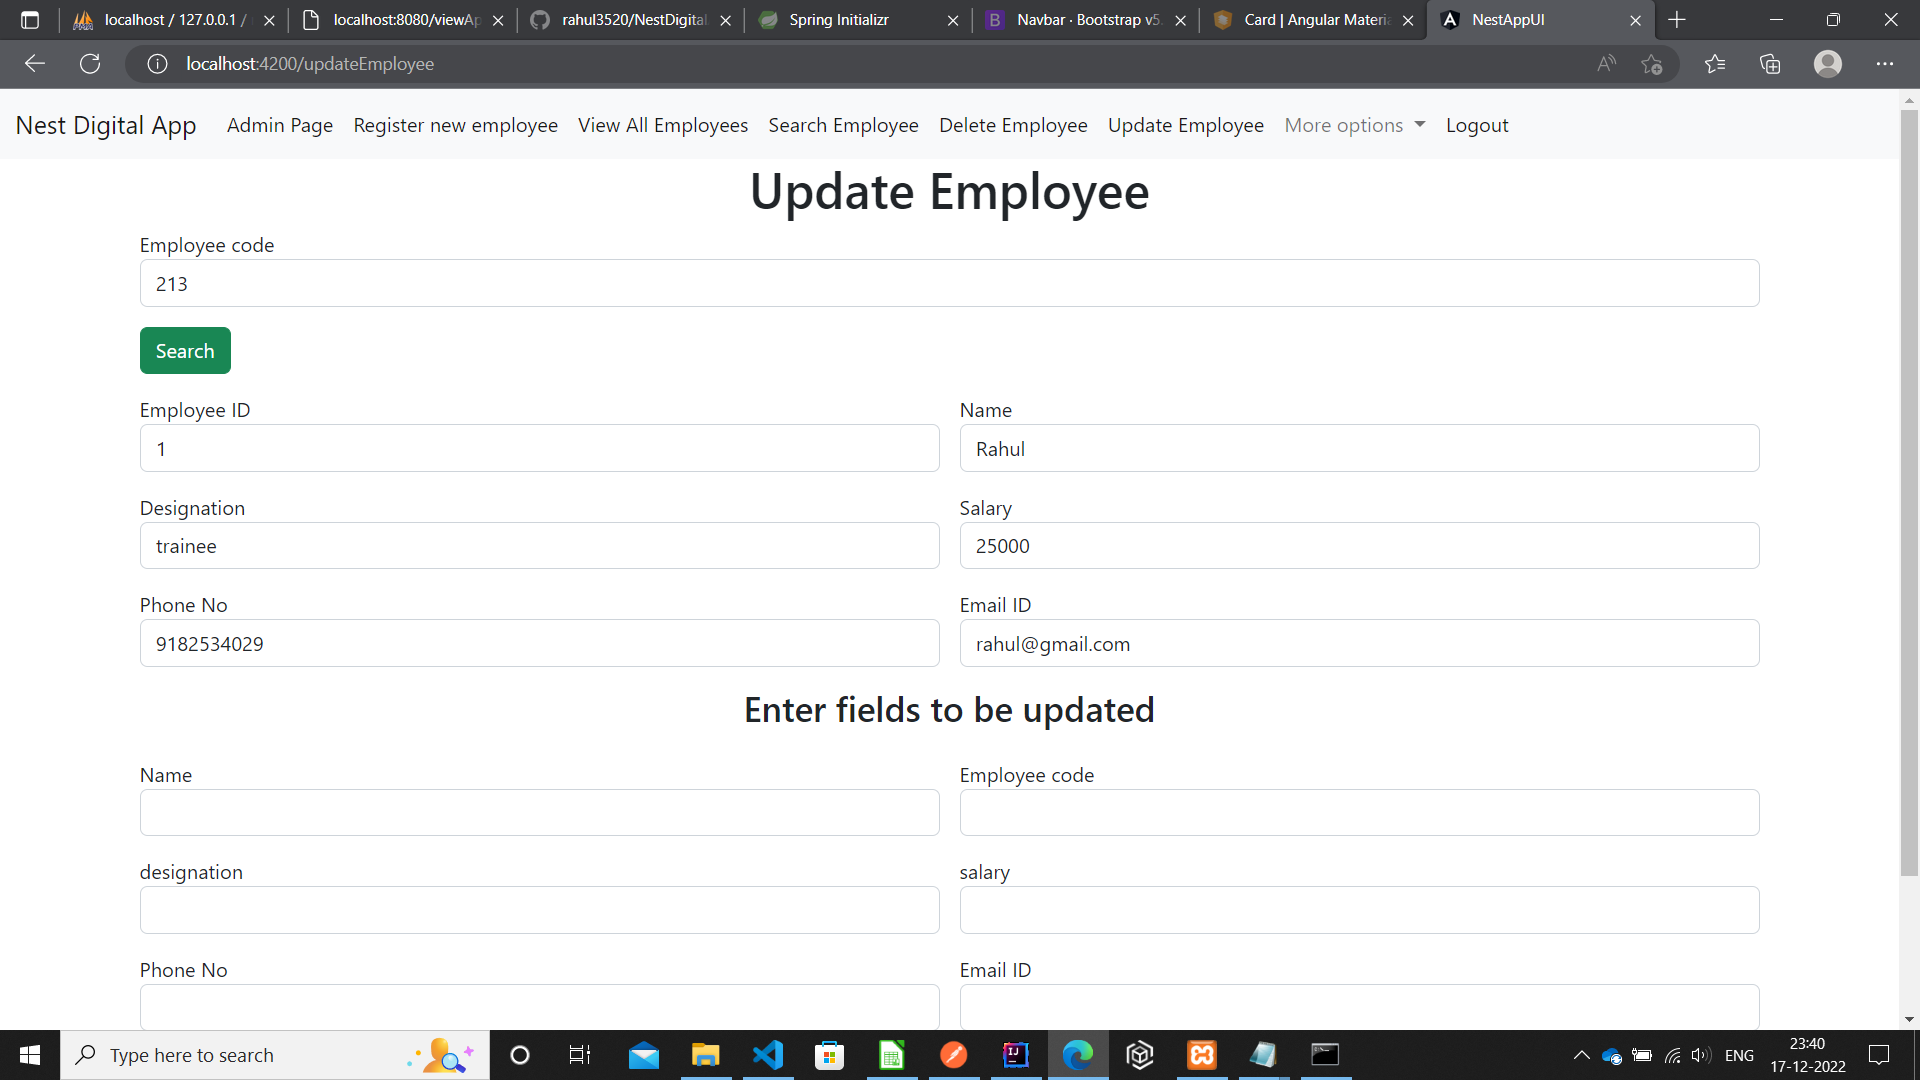 localhost / 127.0.0.1 /
localhost:8080/viewAp
rahul3520/NestDigital
Spring Initializr
B Navbar · Bootstrap v5.
Card | Angular Materia
NestAppUI
localhost:4200/updateEmployee
Nest Digital App Admin Page Register new employee View All Employees Search Employee Delete Employee Update Employee More options Logout
Update Employee
Employee code
213
Search
Employee ID Name
1 Rahul
Designation Salary
trainee 25000
Phone No Email ID
9182534029 rahul@gmail.com
Enter fields to be updated
Name Employee code
designation salary
Phone No Email ID
Type here to search
ENG
23:40
17-12-2022